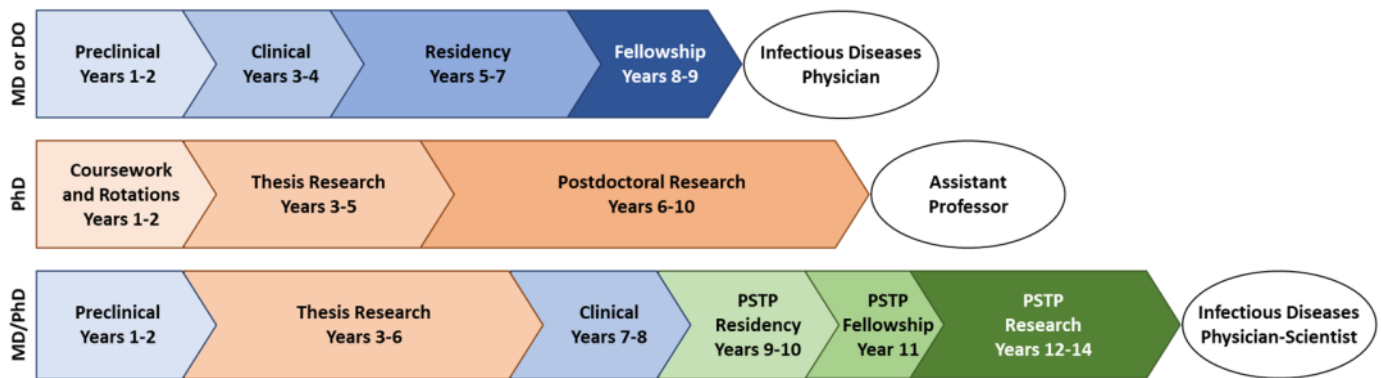 MD or DO
Preclinical
Years 1-2
Clinical
Years 3-4
Residency
Years 5-7
Fellowship
Years 8-9
Infectious Diseases
Physician
PhD
Coursework
and Rotations
Years 1-2
Thesis Research
Years 3-5
Postdoctoral Research
Years 6-10
Assistant
Professor
MD/PhD
Preclinical
Years 1-2
Thesis Research
Years 3-6
Clinical
Years 7-8
PSTP
Residency
Years 9-10
PSTP
Fellowship
Year 11
PSTP
Research
Years 12-14
Infectious Diseases
Physician-Scientist